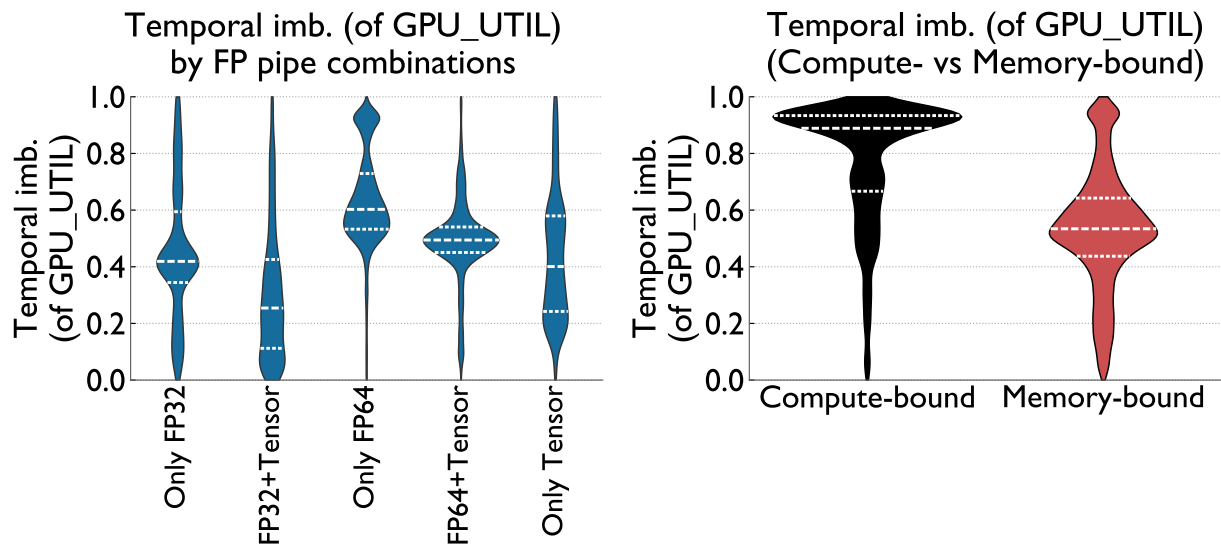 Temporal imb. (of GPU_UTIL)
by FP pipe combinations
Temporal imb.
(of GPU_UTIL)
1.0
0.8
0.6
0.4
0.2
0.0
Only FP32
FP32+Tensor
Only FP64
FP64+Tensor
Only Tensor
Temporal imb. (of GPU_UTIL)
(Compute- vs Memory-bound)
Temporal imb.
(of GPU_UTIL)
1.0
0.8
0.6
0.4
0.2
0.0
Compute-bound
Memory-bound